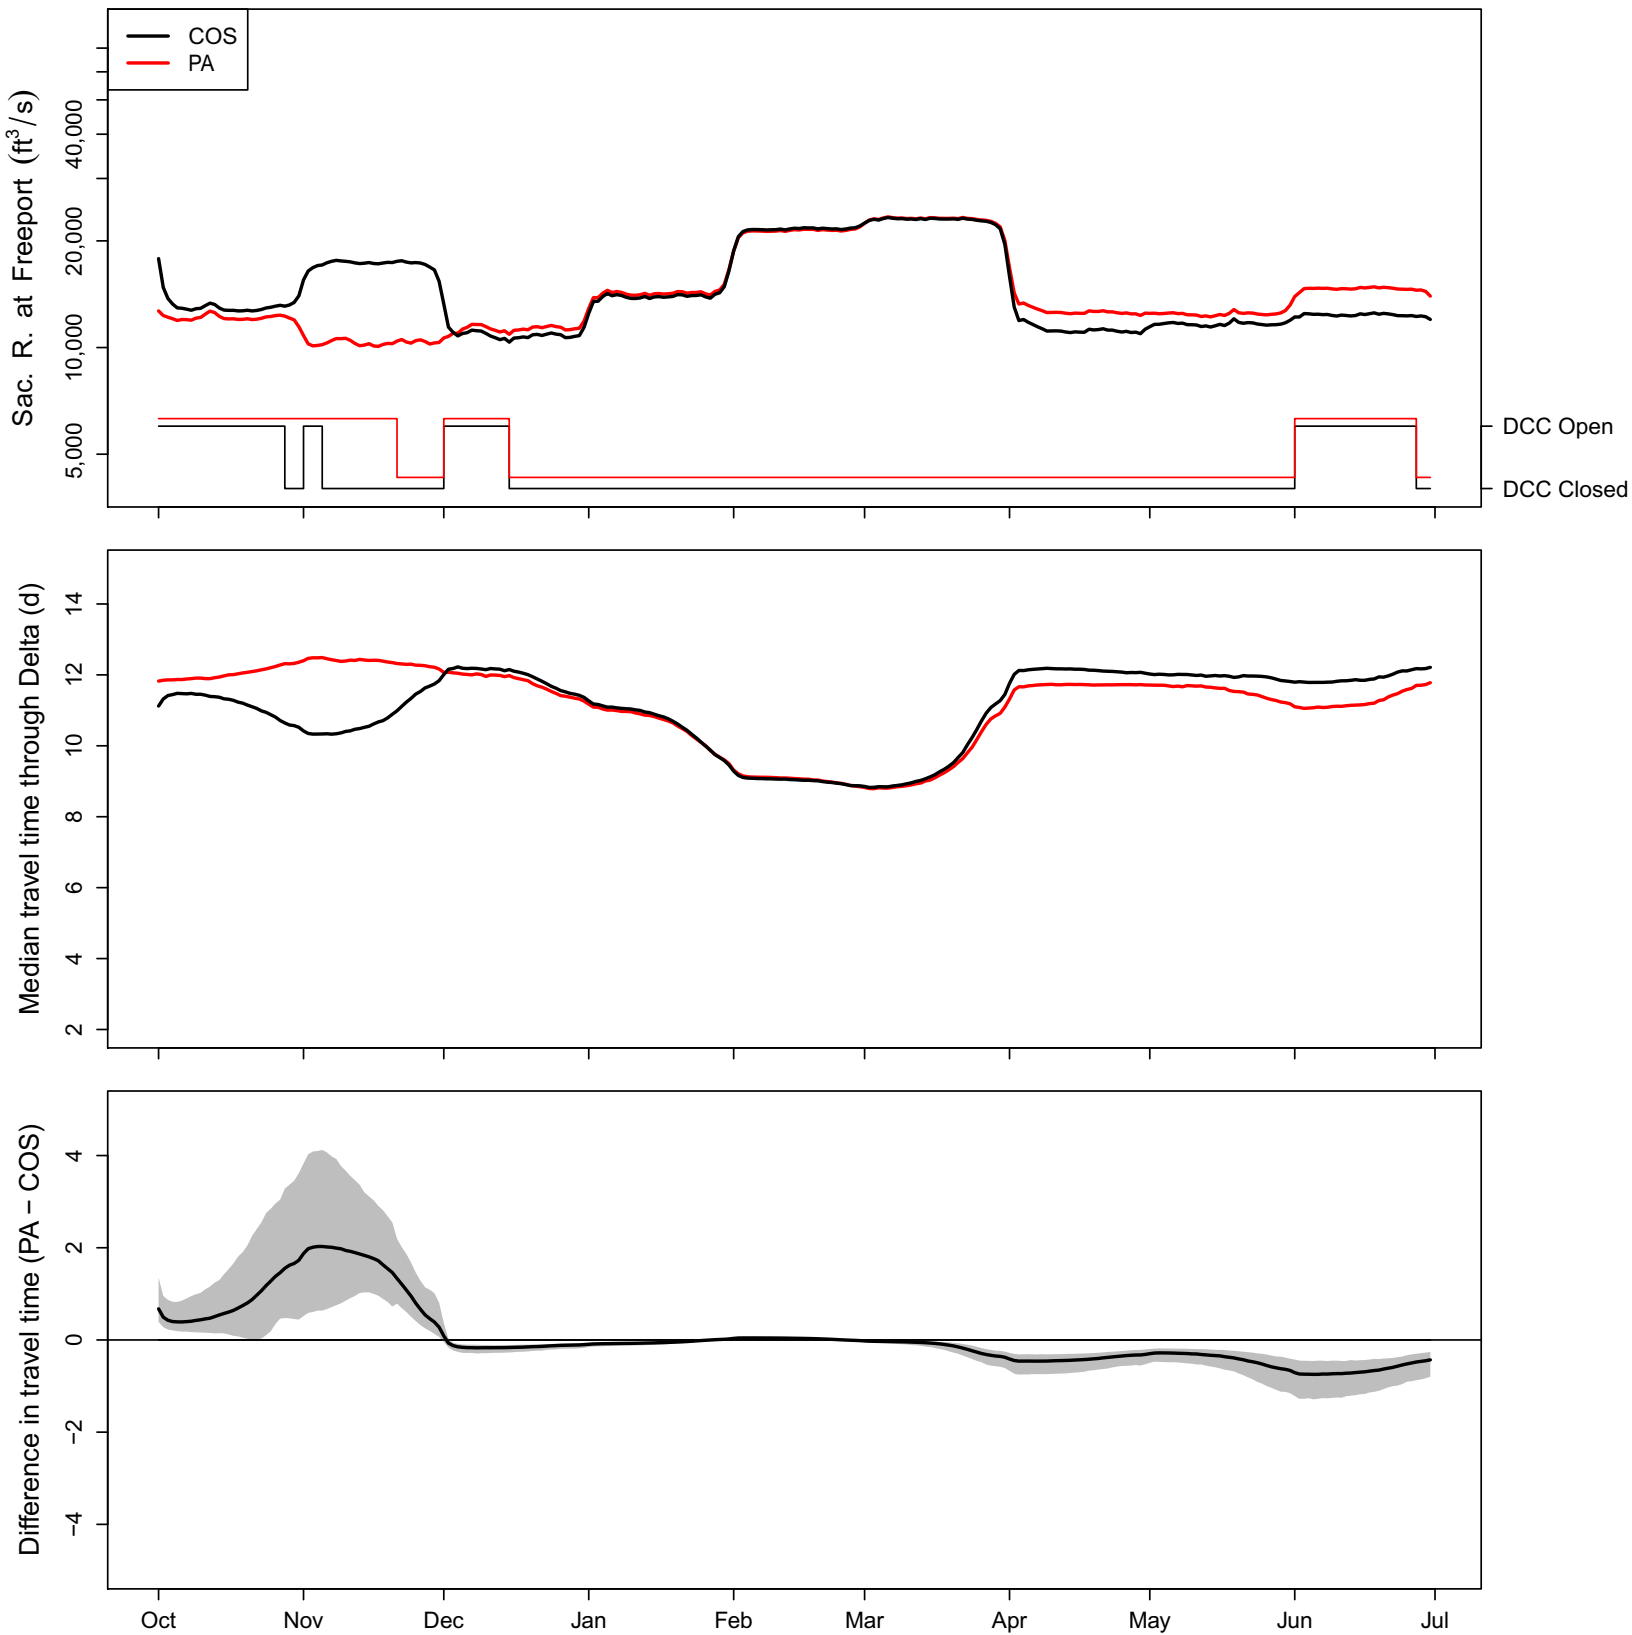 COS
PA
Sac. R. at Freeport (ft³/s)
40,000
20,000
10,000
5,000
DCC Open
DCC Closed
Median travel time through Delta (d)
14
12
10
8
6
4
2
Difference in travel time (PA − COS)
4
2
0
−2
−4
Oct Nov Dec Jan Feb Mar Apr May Jun Jul